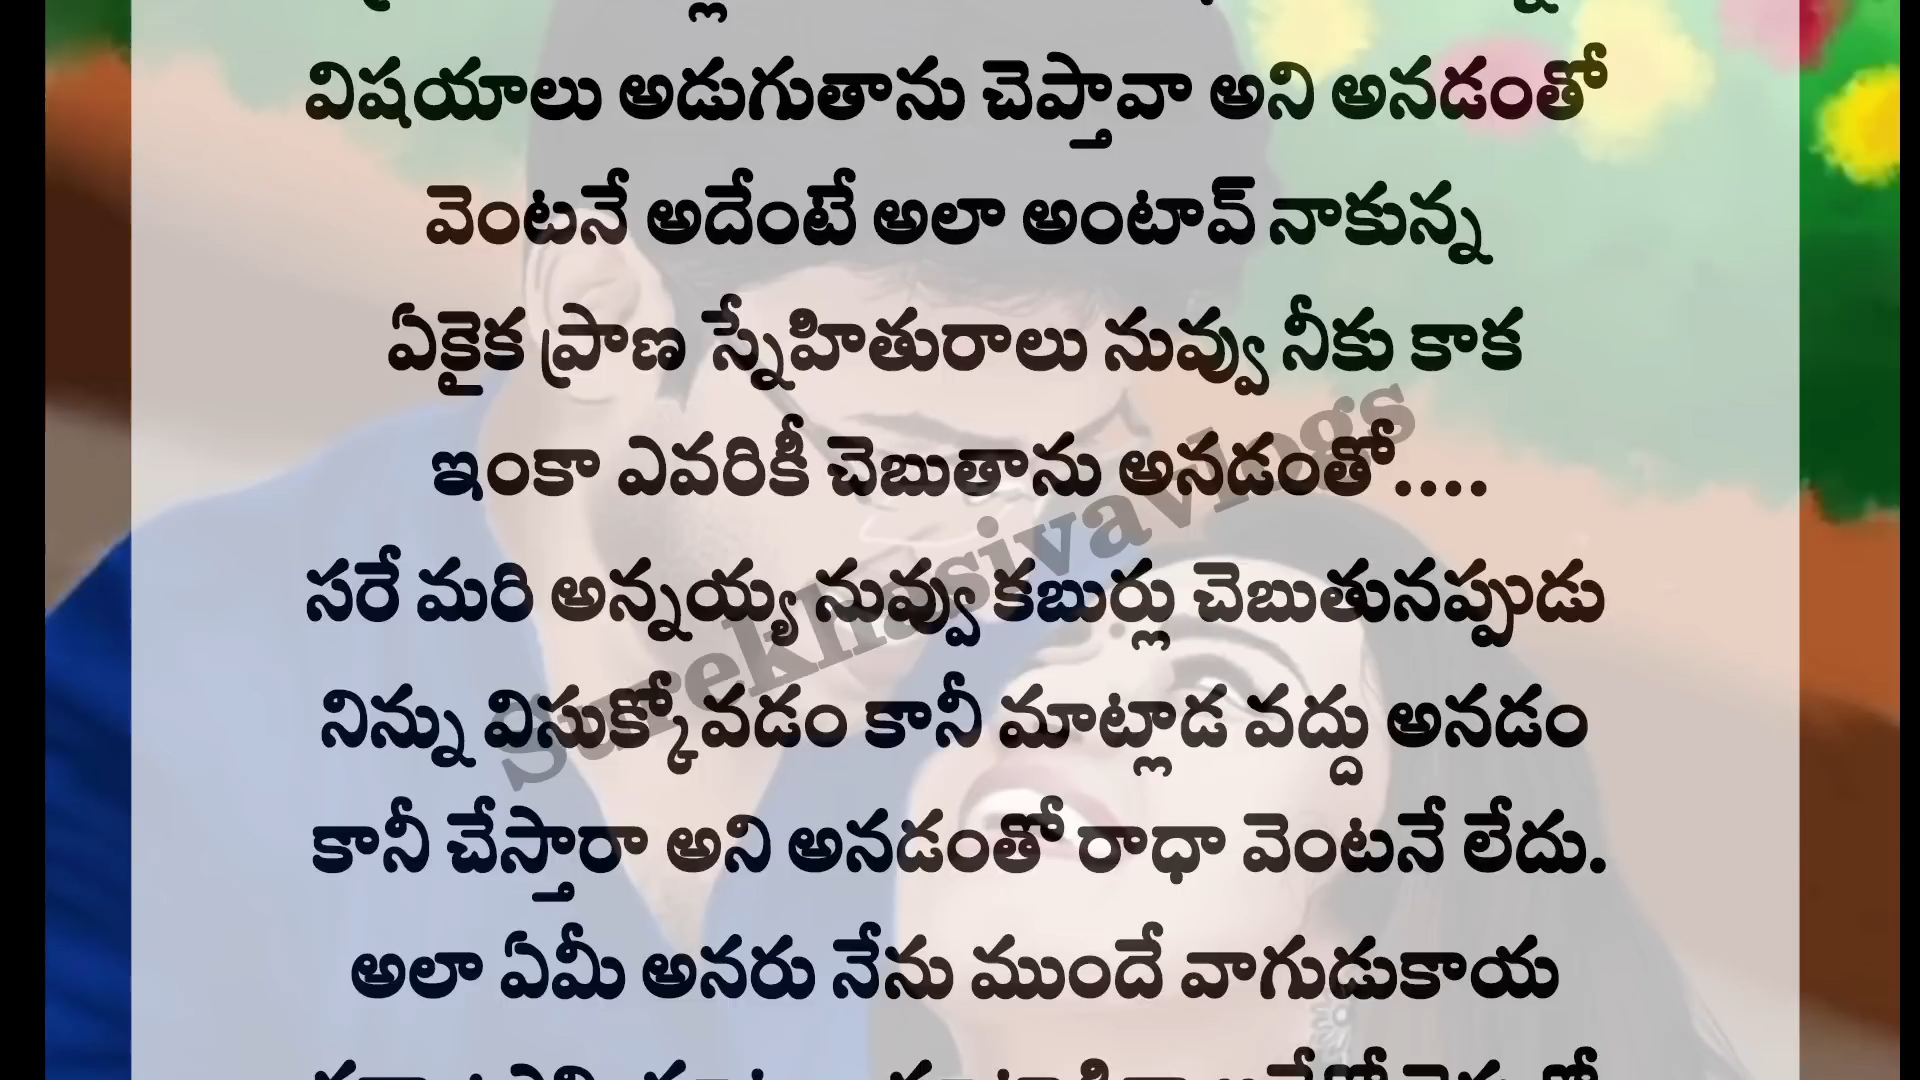 విషయాలు అడుగుతాను చెప్తావా అని అనడంతో
వెంటనే అదేంటే అలా అంటావ్ నాకున్న
ఏకైక ప్రాణ స్నేహితురాలు నువ్వు నీకు కాక
ఇంకా ఎవరికీ చెబుతాను అనడంతో....
సరే మరి అన్నయ్య నువ్వు కబుర్లు చెబుతునప్పుడు
నిన్ను విసుక్కోవడం కానీ మాట్లాడ వద్దు అనడం
కానీ చేస్తారా అని అనడంతో రాధా వెంటనే లేదు.
అలా ఏమీ అనరు నేను ముందే వాగుడుకాయ
Surekhasivavlogs